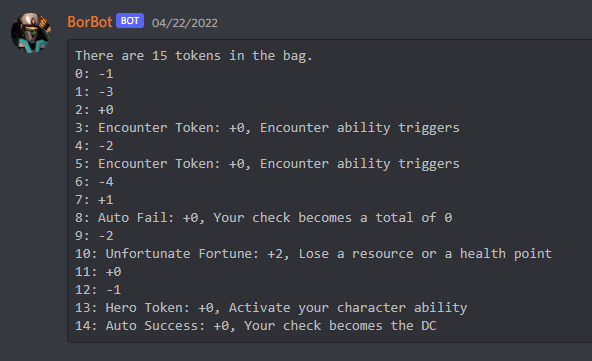 BorBot BOT 04/22/2022
There are 15 tokens in the bag.
0: -1
1: -3
2: +0
3: Encounter Token: +0, Encounter ability triggers
4: -2
5: Encounter Token: +0, Encounter ability triggers
6: -4
7: +1
8: Auto Fail: +0, Your check becomes a total of 0
9: -2
10: Unfortunate Fortune: +2, Lose a resource or a health point
11: +0
12: -1
13: Hero Token: +0, Activate your character ability
14: Auto Success: +0, Your check becomes the DC